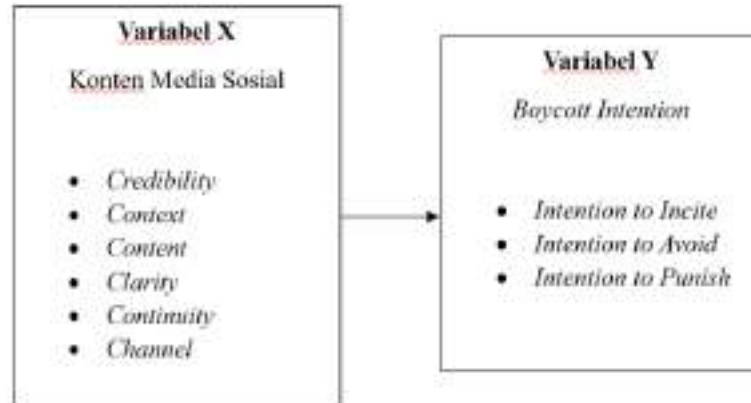 Variabel X
Konten Media Sosial
• Credibility
• Context
• Content
• Clarity
• Continuity
• Channel
Variabel Y
Boycott Intention
• Intention to Incite
• Intention to Avoid
• Intention to Punish